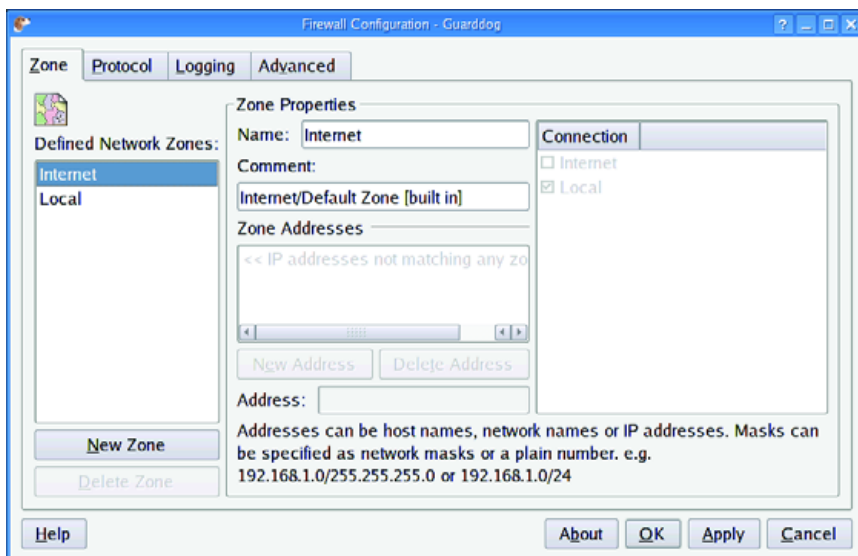 Firewall Configuration - Guarddog
Zone Protocol Logging Advanced
Defined Network Zones:
Internet
Local
New Zone
Delete Zone
Zone Properties
Name: Internet
Comment:
Internet/Default Zone [built in]
Zone Addresses
<< IP addresses not matching any zo
New Address Delete Address
Address:
Connection
Internet
Local
Addresses can be host names, network names or IP addresses. Masks can
be specified as network masks or a plain number. e.g.
192.168.1.0/255.255.255.0 or 192.168.1.0/24
Help About OK Apply Cancel